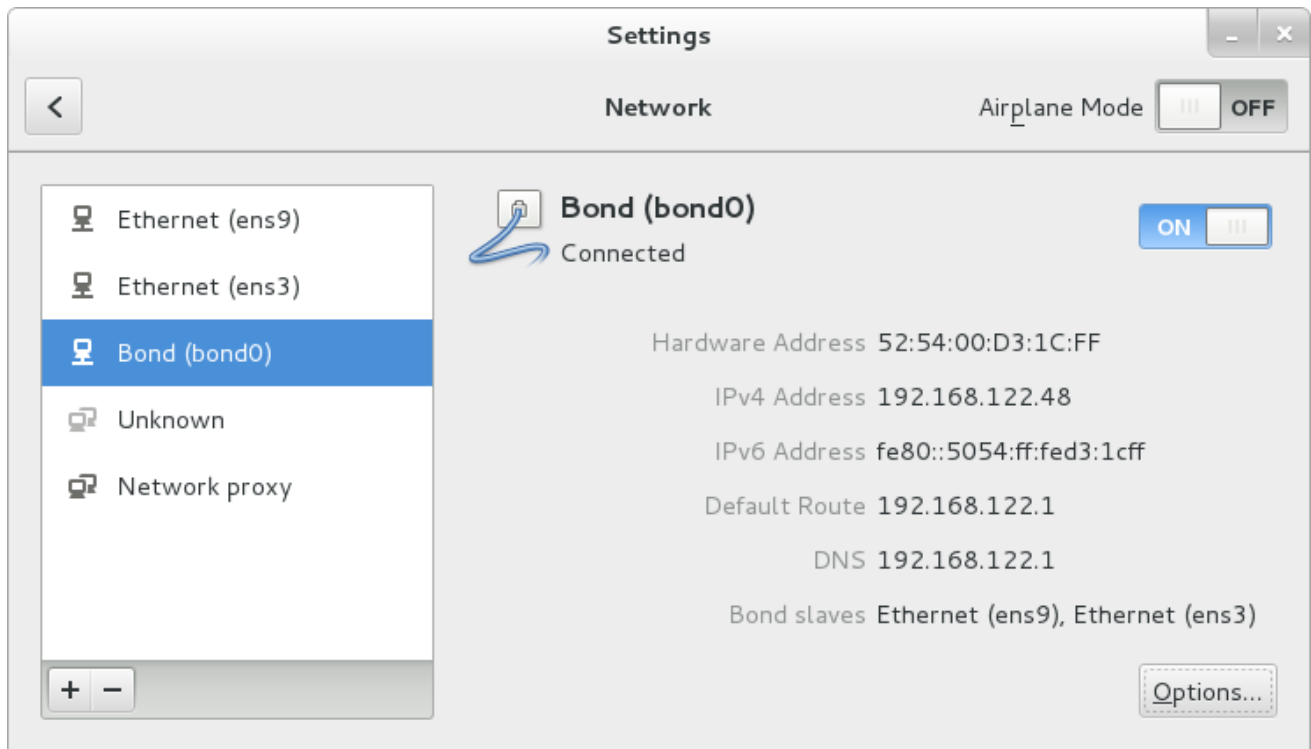 Settings
Network
Airplane Mode OFF
Ethernet (ens9)
Ethernet (ens3)
Bond (bond0)
Unknown
Network proxy
+ −
Bond (bond0)
ON
Connected
Hardware Address 52:54:00:D3:1C:FF
IPv4 Address 192.168.122.48
IPv6 Address fe80::5054:ff:fed3:1cff
Default Route 192.168.122.1
DNS 192.168.122.1
Bond slaves Ethernet (ens9), Ethernet (ens3)
Options...